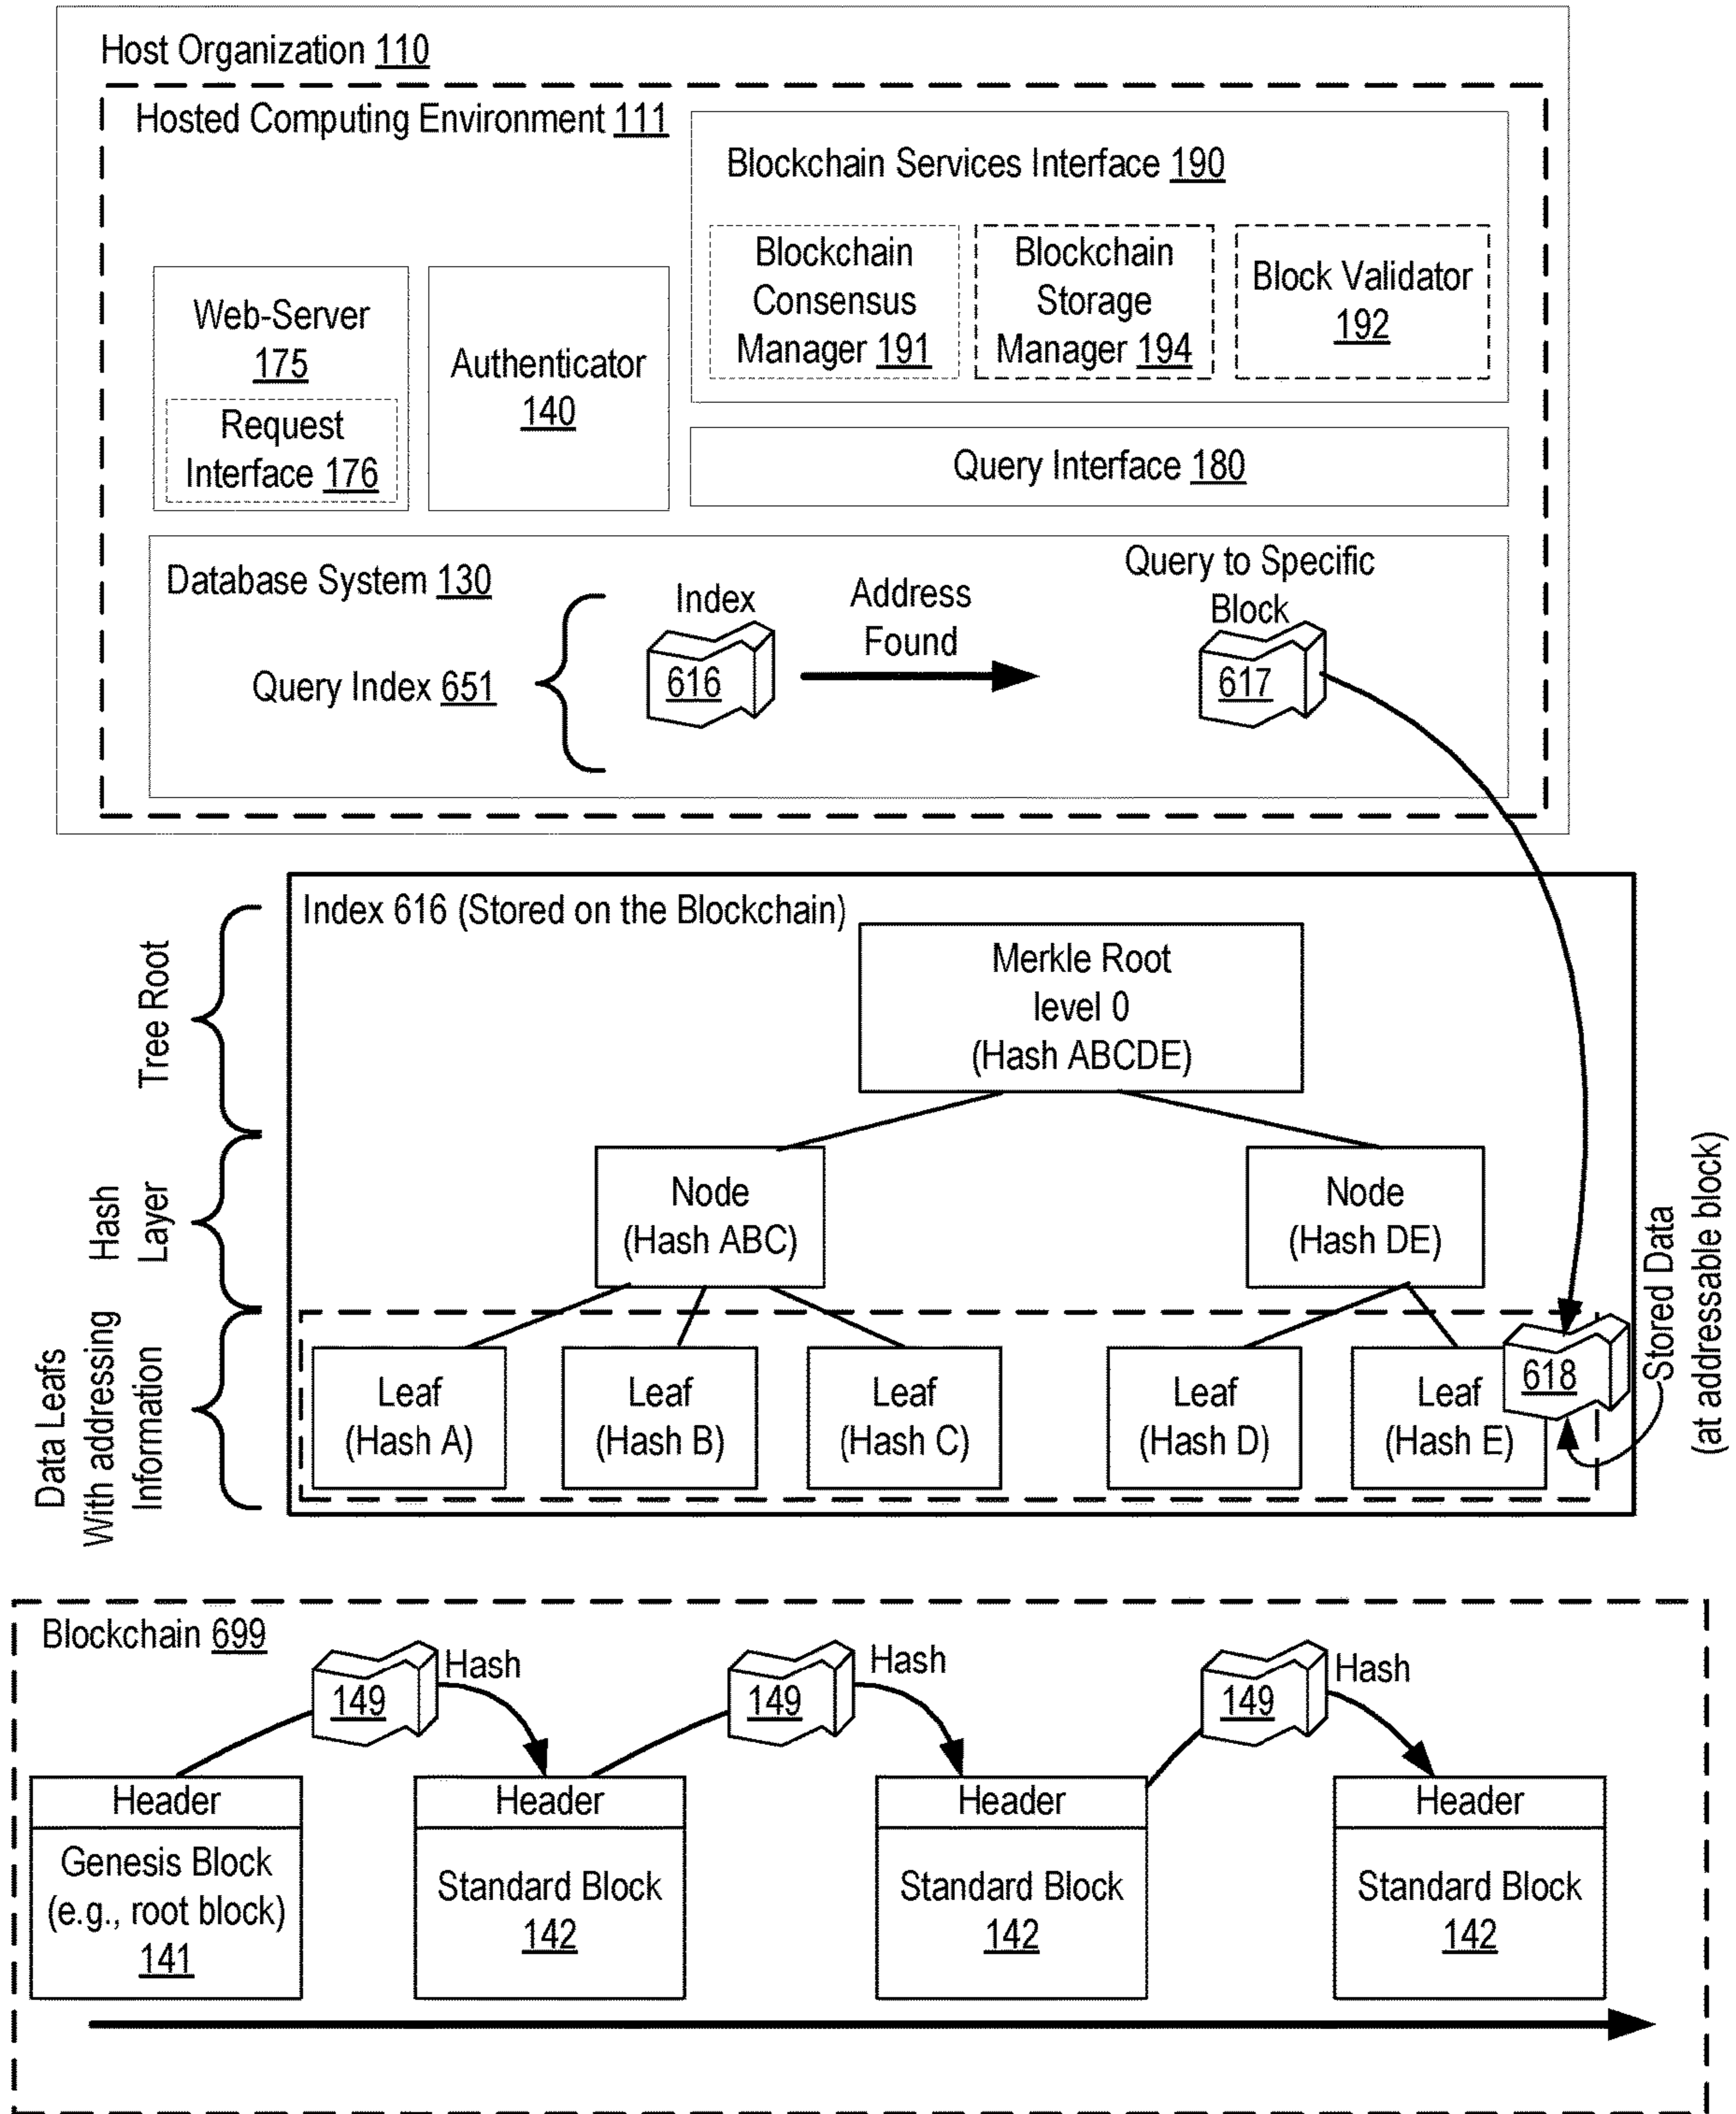 Host Organization 110
Hosted Computing Environment 111
Blockchain Services Interface 190
Blockchain
Consensus
Manager 191
Blockchain
Storage
Manager 194
Block Validator
192
Web-Server
175
Request
Interface 176
Authenticator
140
Query Interface 180
Database System 130
Query Index 651
Index
616
Address
Found
Query to Specific
Block
617
Index 616 (Stored on the Blockchain)
Tree Root
Merkle Root
level 0
(Hash ABCDE)
Hash
Layer
Node
(Hash ABC)
Node
(Hash DE)
Data Leafs
With addressing
Information
Leaf
(Hash A)
Leaf
(Hash B)
Leaf
(Hash C)
Leaf
(Hash D)
Leaf
(Hash E)
618
Stored Data
(at addressable block)
Blockchain 699
149
Hash
149
Hash
149
Hash
Header
Genesis Block
(e.g., root block)
141
Header
Standard Block
142
Header
Standard Block
142
Header
Standard Block
142